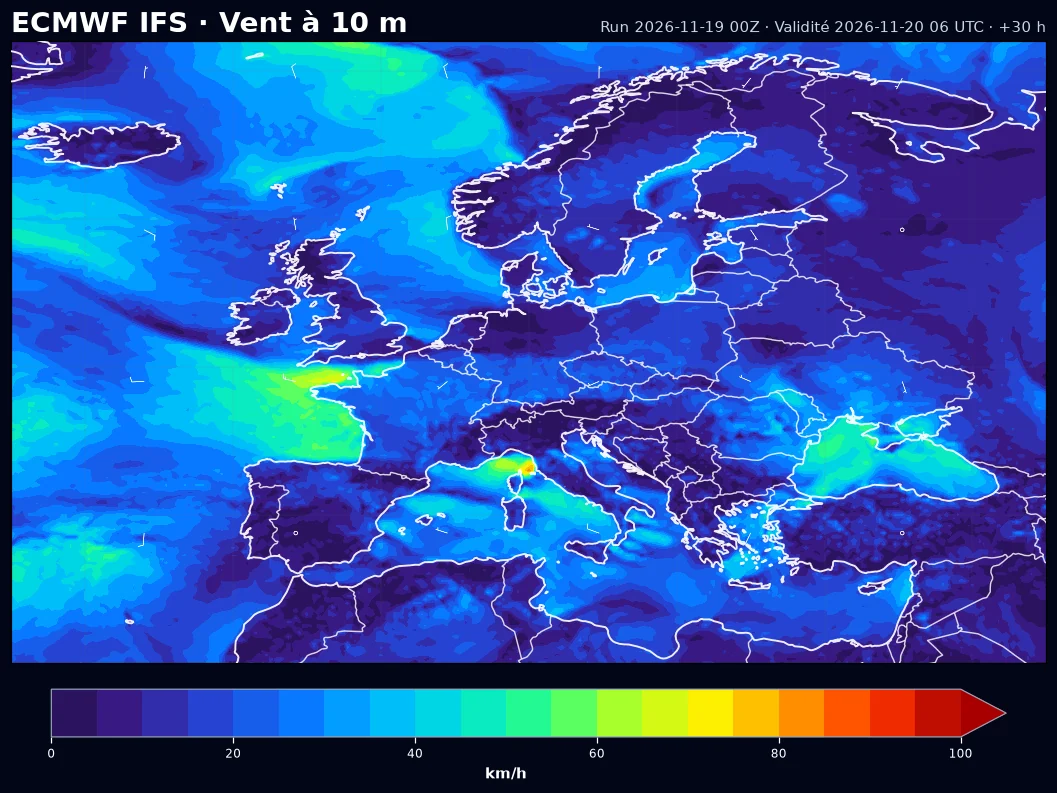 ECMWF IFS · Vent à 10 m
Run 2026-11-19 00Z · Validité 2026-11-20 06 UTC · +30 h
0 20 40 60 80 100
km/h